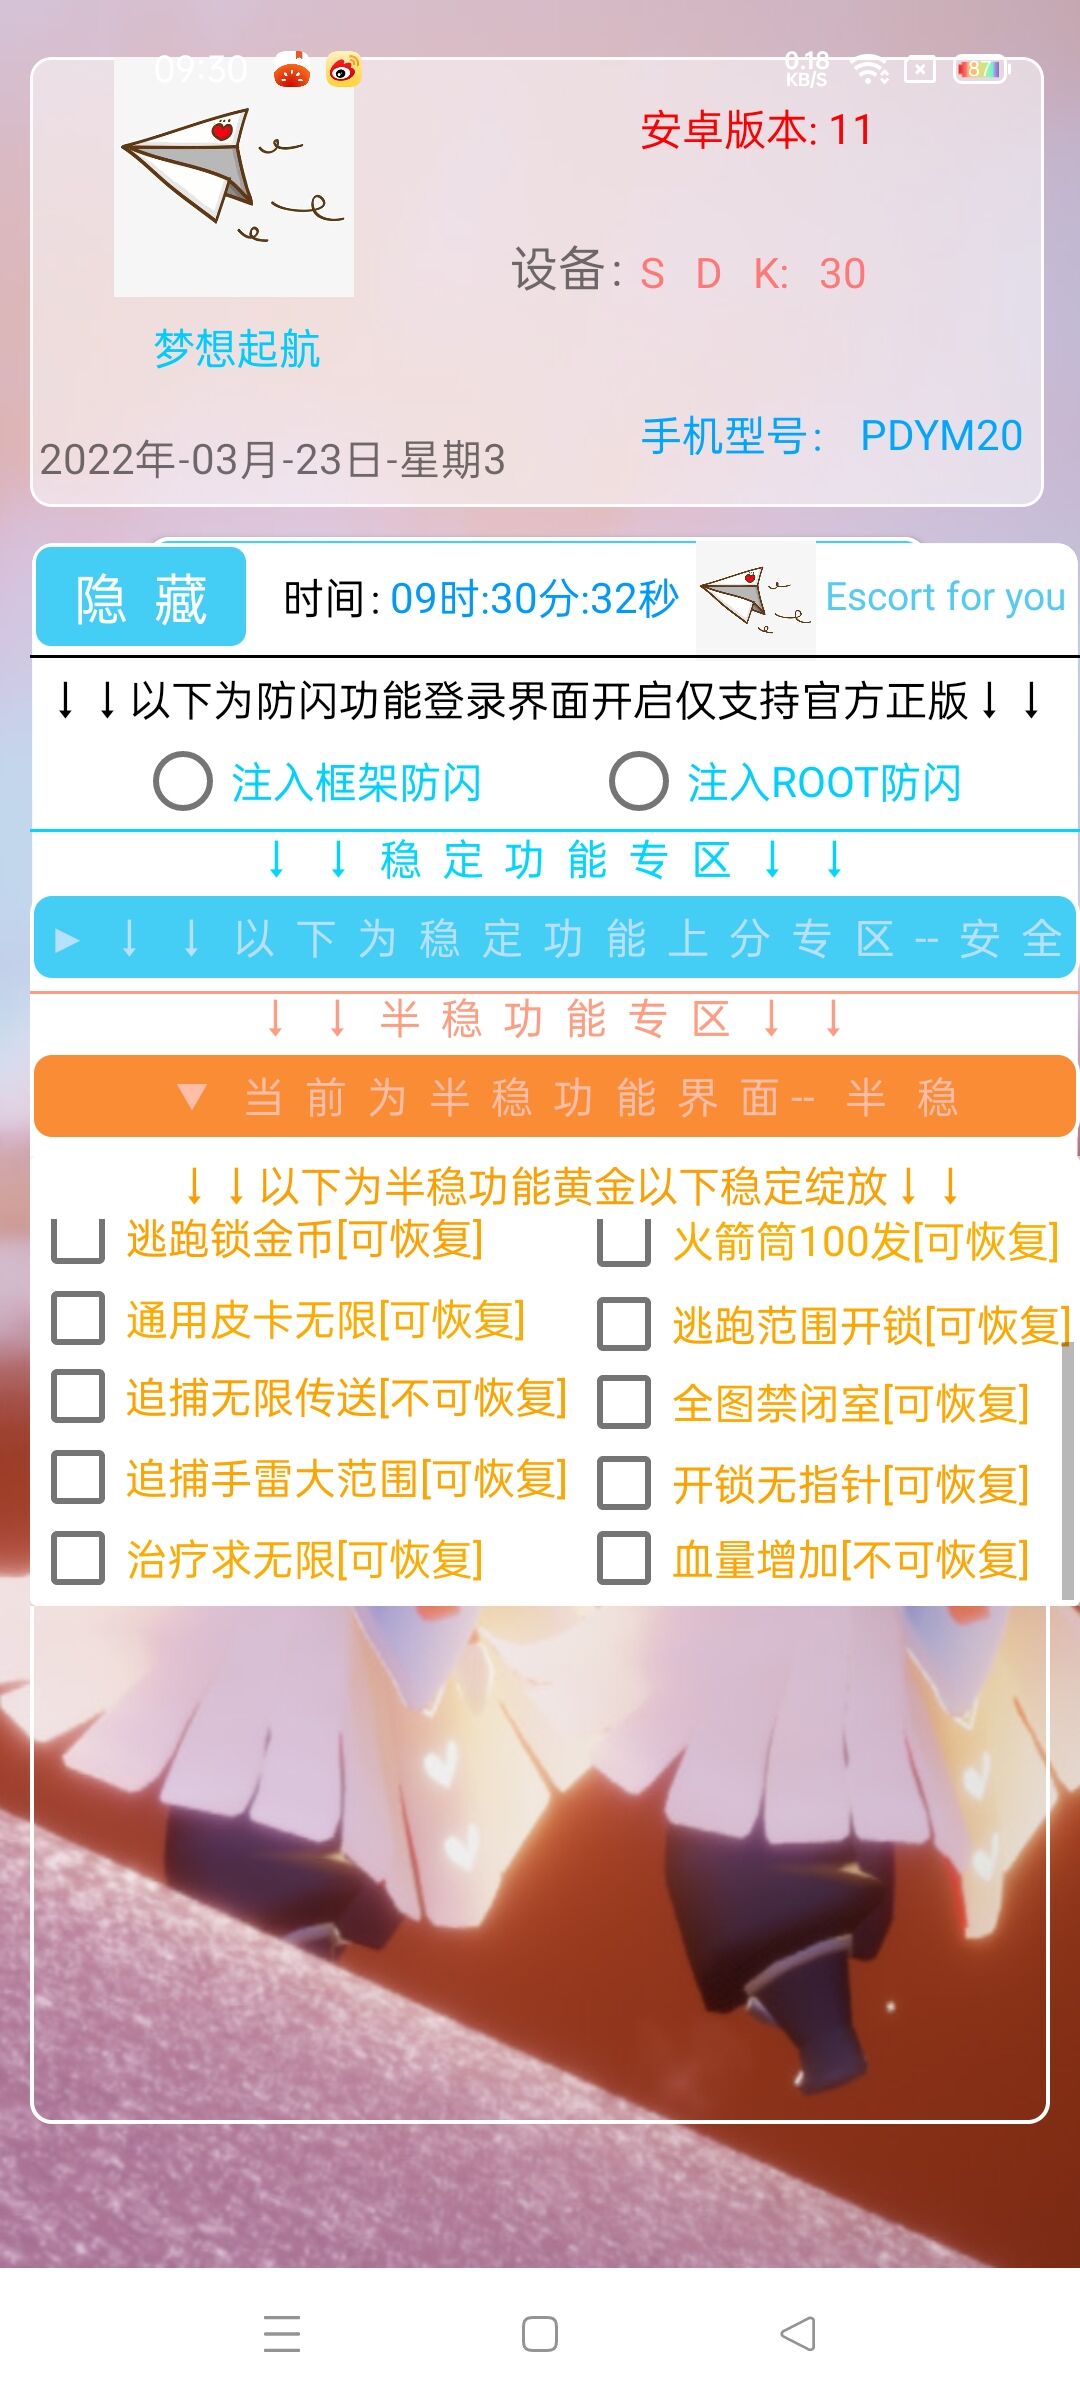 09:30
0.18
KB/S
87
安卓版本: 11
设备: S D K: 30
梦想起航
手机型号： PDYM20
2022年-03月-23日-星期3
隐 藏
时间: 09时:30分:32秒
Escort for you
↓ ↓以下为防闪功能登录界面开启仅支持官方正版↓ ↓
注入框架防闪 注入ROOT防闪
↓ ↓ 稳 定 功 能 专 区 ↓ ↓
▶ ↓ ↓ 以 下 为 稳 定 功 能 上 分 专 区 -- 安 全
↓ ↓ 半 稳 功 能 专 区 ↓ ↓
▼ 当 前 为 半 稳 功 能 界 面 -- 半 稳
↓ ↓以下为半稳功能黄金以下稳定绽放↓ ↓
逃跑锁金币[可恢复] 火箭筒100发[可恢复]
通用皮卡无限[可恢复] 逃跑范围开锁[可恢复]
追捕无限传送[不可恢复] 全图禁闭室[可恢复]
追捕手雷大范围[可恢复] 开锁无指针[可恢复]
治疗求无限[可恢复] 血量增加[不可恢复]